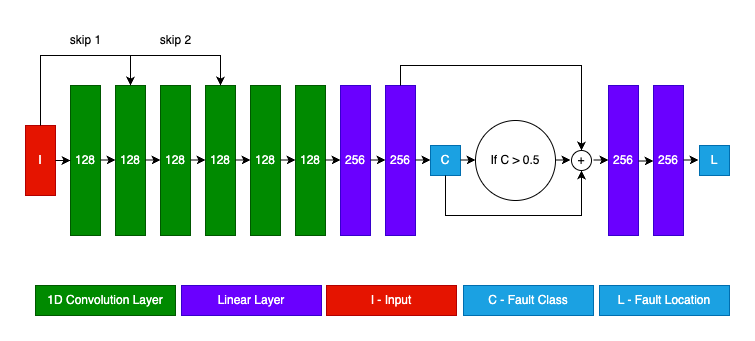 skip 1
skip 2
I
128
128
128
128
128
128
256
256
C
If C > 0.5
+
256
256
L
1D Convolution Layer
Linear Layer
I - Input
C - Fault Class
L - Fault Location